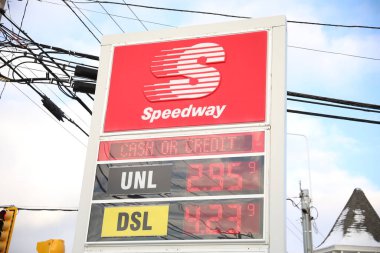 Speedway
CASH OR CREDIT
UNL 2.95 9
DSL 4.23 9